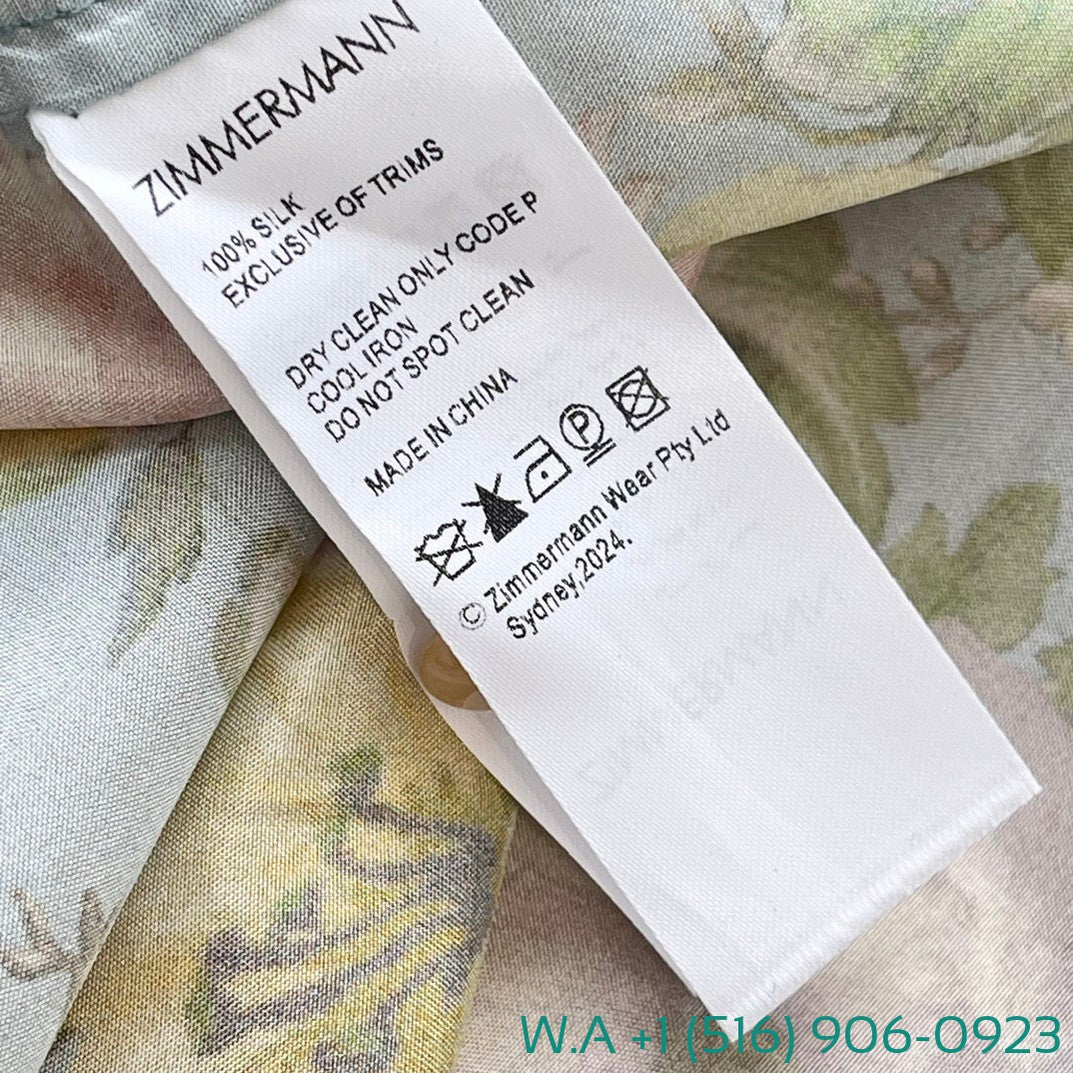 ZIMMERMANN
100% SILK
EXCLUSIVE OF TRIMS
DRY CLEAN ONLY CODE P
COOL IRON
DO NOT SPOT CLEAN
MADE IN CHINA
P
© Zimmermann Wear Pty Ltd
Sydney,2024.
W.A +1 (516) 906-0923